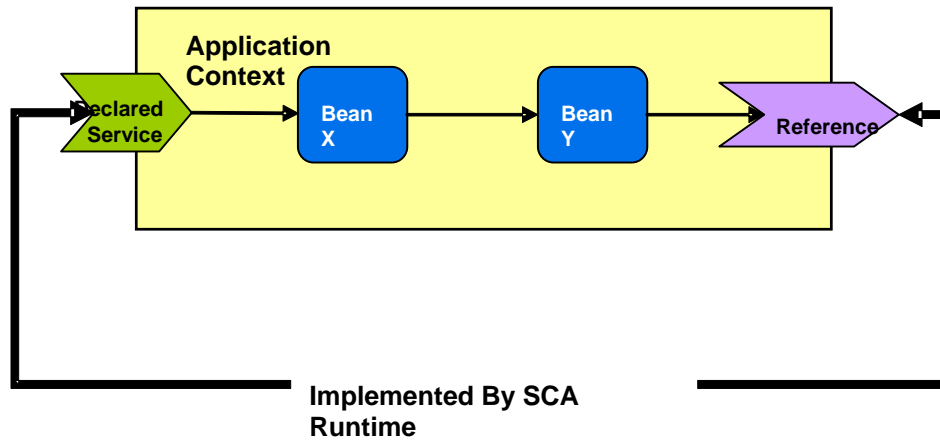 Application
Context
Declared
Service
Bean
X
Bean
Y
Reference
Implemented By SCA
Runtime